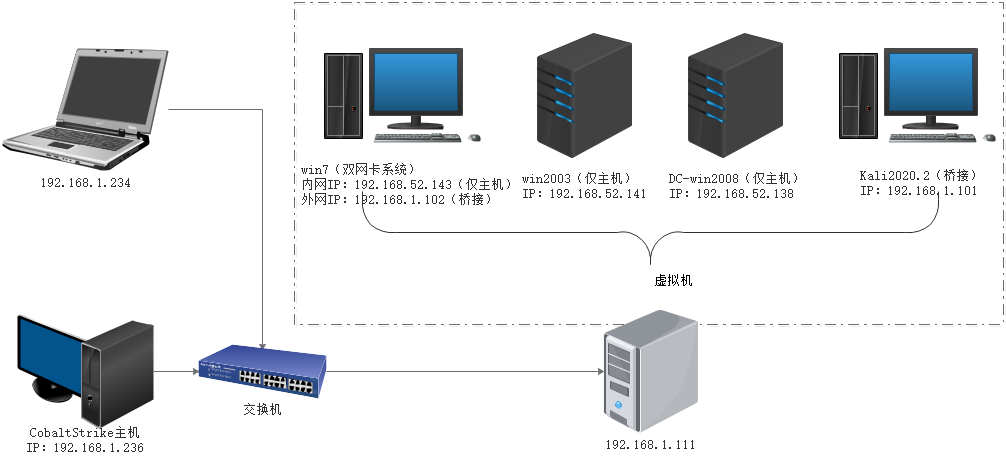 192.168.1.234
win7（双网卡系统）
内网IP：192.168.52.143（仅主机）
外网IP：192.168.1.102（桥接）
win2003（仅主机）
IP：192.168.52.141
DC-win2008（仅主机）
IP：192.168.52.138
Kali2020.2（桥接）
IP：192.168.1.101
虚拟机
CobaltStrike主机
IP：192.168.1.236
交换机
192.168.1.111